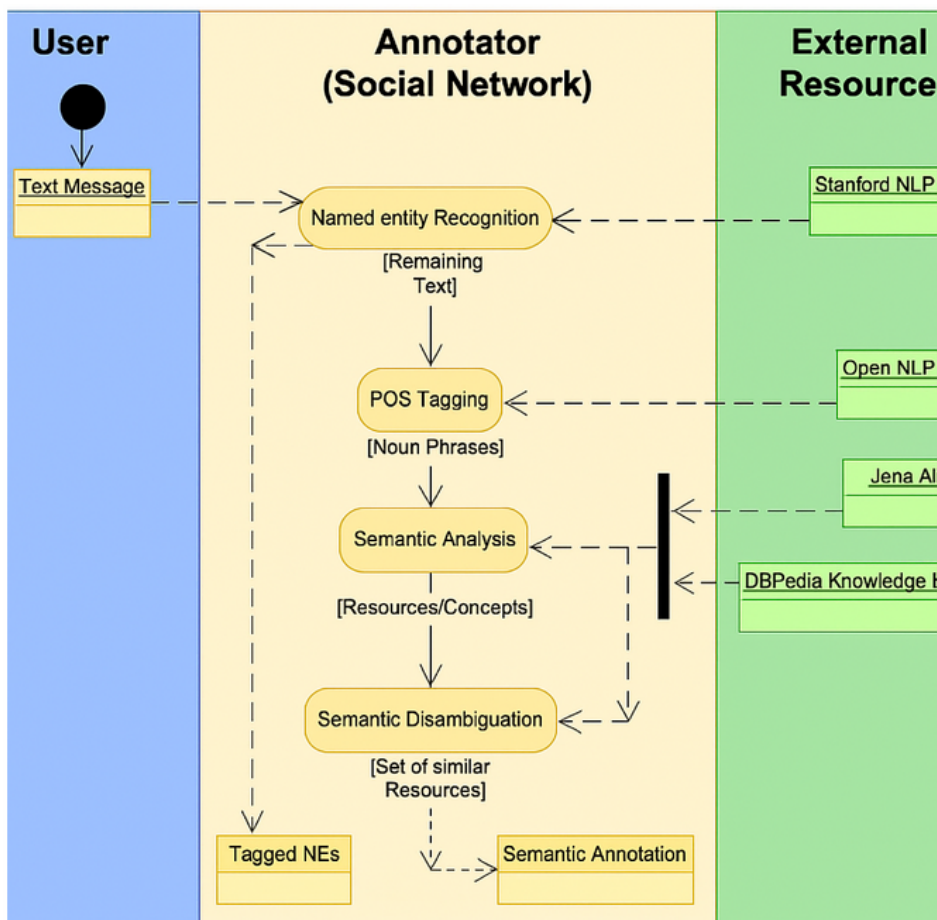 User
Annotator
(Social Network)
External
Resource
Text Message
Stanford NLP
Named entity Recognition
[Remaining
Text]
Open NLP
POS Tagging
[Noun Phrases]
Jena
Semantic Analysis
DBPedia Knowledge
[Resources/Concepts]
Semantic Disambiguation
[Set of similar
Resources]
Tagged NEs
Semantic Annotation